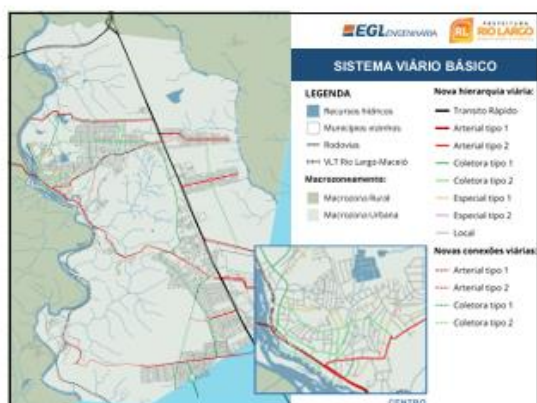 EGL ENGENHARIA
PREFEITURA
RIO LARGO
SISTEMA VIÁRIO BÁSICO
LEGENDA
Recursos hídricos
Municípios vizinhos
Rodovias
VLT Rio Largo-Maceió
Macrozoneamento:
Macrozona Rural
Macrozona Urbana
Nova hierarquia viária:
Transito Rápido
Arterial tipo 1
Arterial tipo 2
Coletora tipo 1
Coletora tipo 2
Especial tipo 1
Especial tipo 2
Local
Novas conexões viárias:
Arterial tipo 1
Arterial tipo 2
Coletora tipo 1
Coletora tipo 2
CENTRO